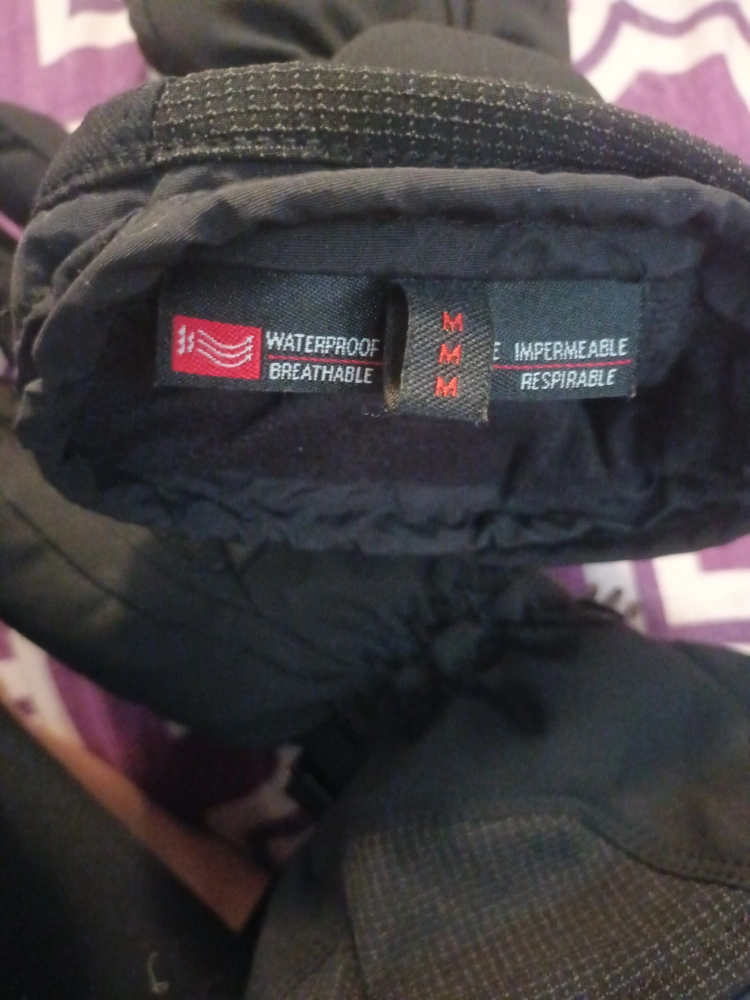 WATERPROOF
BREATHABLE
M
M
M
E IMPERMEABLE
RESPIRABLE